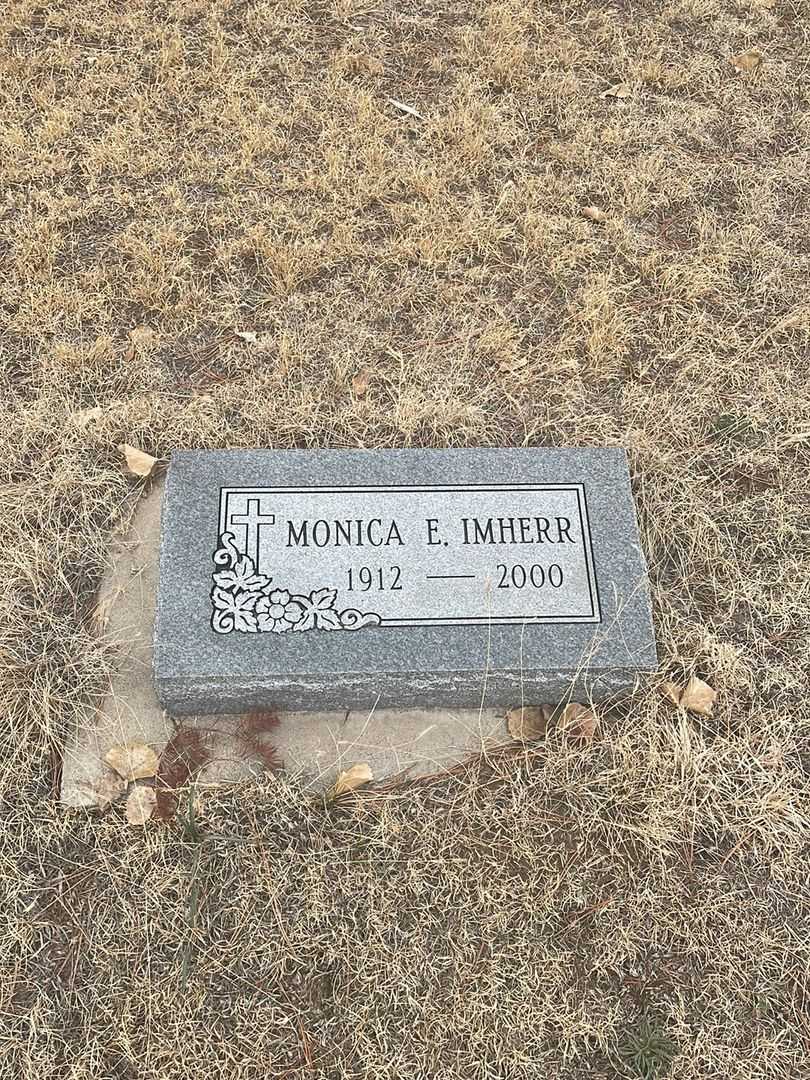 MONICA E. IMHERR
1912 — 2000